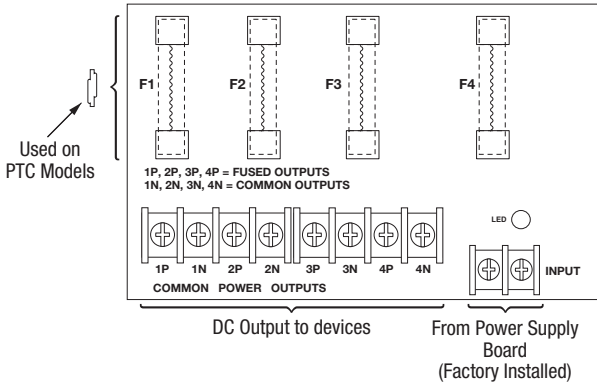 F1 F2 F3 F4
Used on
PTC Models
1P, 2P, 3P, 4P = FUSED OUTPUTS
1N, 2N, 3N, 4N = COMMON OUTPUTS
LED
1P 1N 2P 2N 3P 3N 4P 4N
INPUT
COMMON POWER OUTPUTS
DC Output to devices
From Power Supply
Board
(Factory Installed)